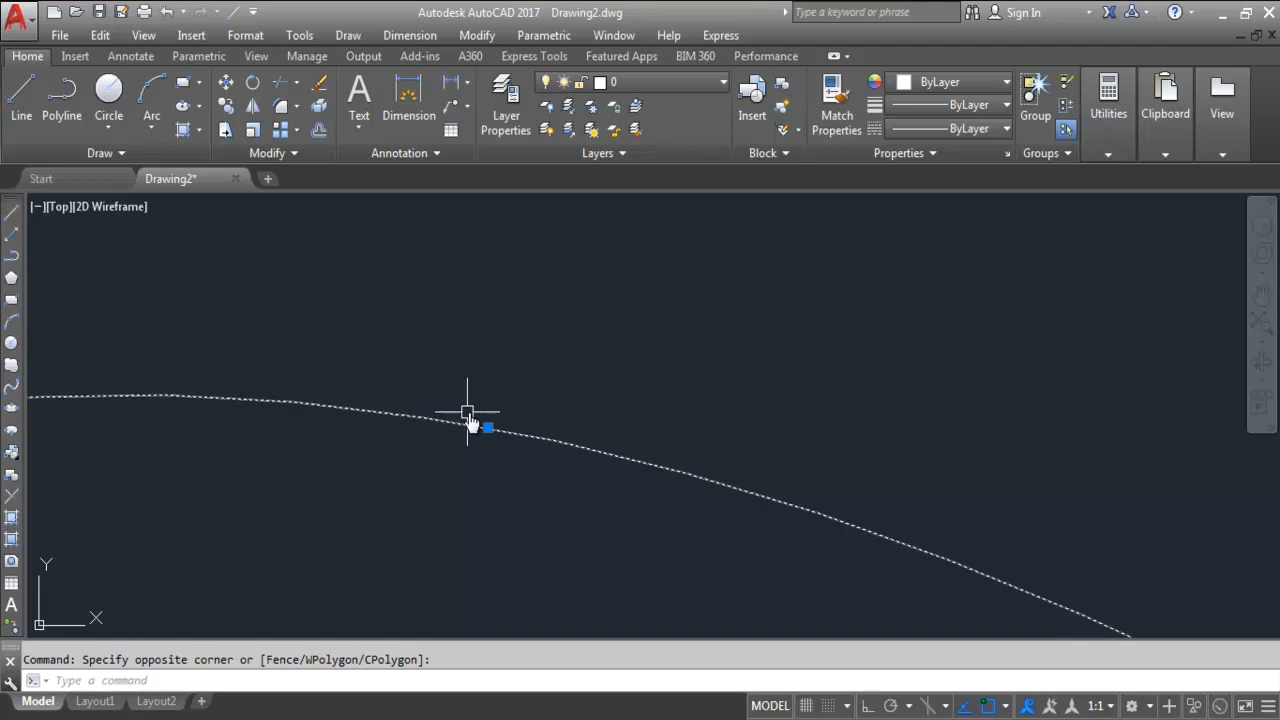 Autodesk AutoCAD 2017 Drawing2.dwg
Type a keyword or phrase
Sign In
File Edit View Insert Format Tools Draw Dimension Modify Parametric Window Help Express
Home Insert Annotate Parametric View Manage Output Add-ins A360 Express Tools Featured Apps BIM 360 Performance
0
ByLayer
ByLayer
ByLayer
Line Polyline Circle Arc
Text Dimension
Layer Properties
Insert
Match Properties
Group
Utilities
Clipboard
View
Draw Modify Annotation Layers Block Properties Groups
Start Drawing2*
[−][Top][2D Wireframe]
Y
X
A
Command: Specify opposite corner or [Fence/WPolygon/CPolygon]:
Type a command
Model Layout1 Layout2
MODEL 1:1